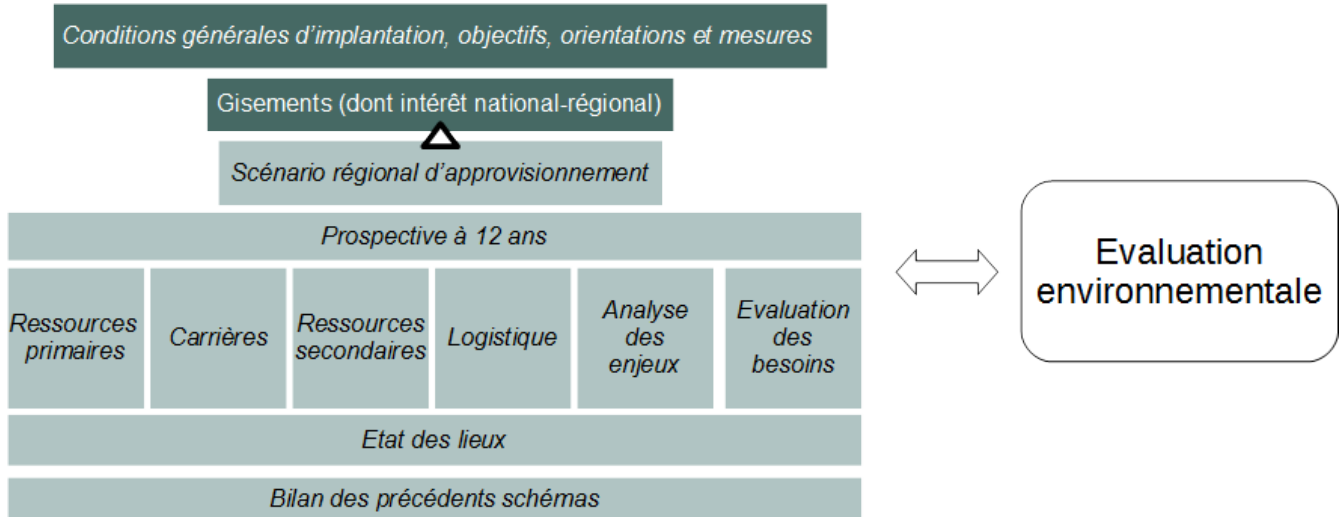 Conditions générales d'implantation, objectifs, orientations et mesures
Gisements (dont intérêt national-régional)
Scénario régional d'approvisionnement
Prospective à 12 ans
Ressources
primaires
Carrières
Ressources
secondaires
Logistique
Analyse
des
enjeux
Evaluation
des
besoins
Etat des lieux
Bilan des précédents schémas
Evaluation
environnementale